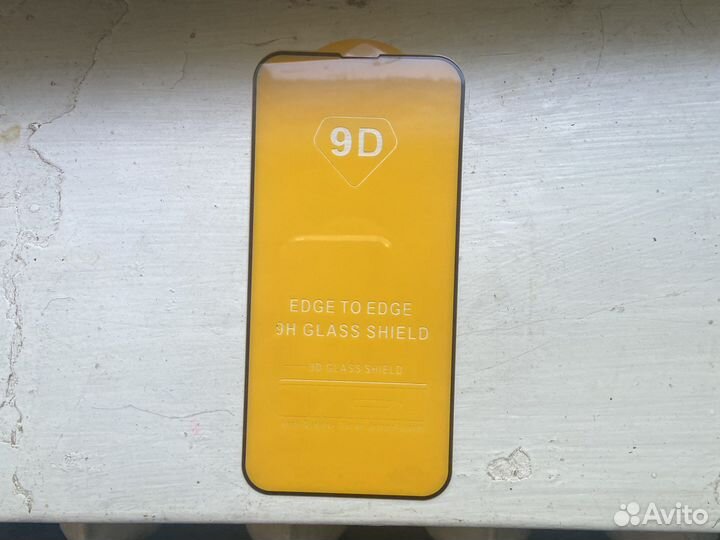 9D
EDGE TO EDGE
9H GLASS SHIELD
9D GLASS SHIELD
Avito